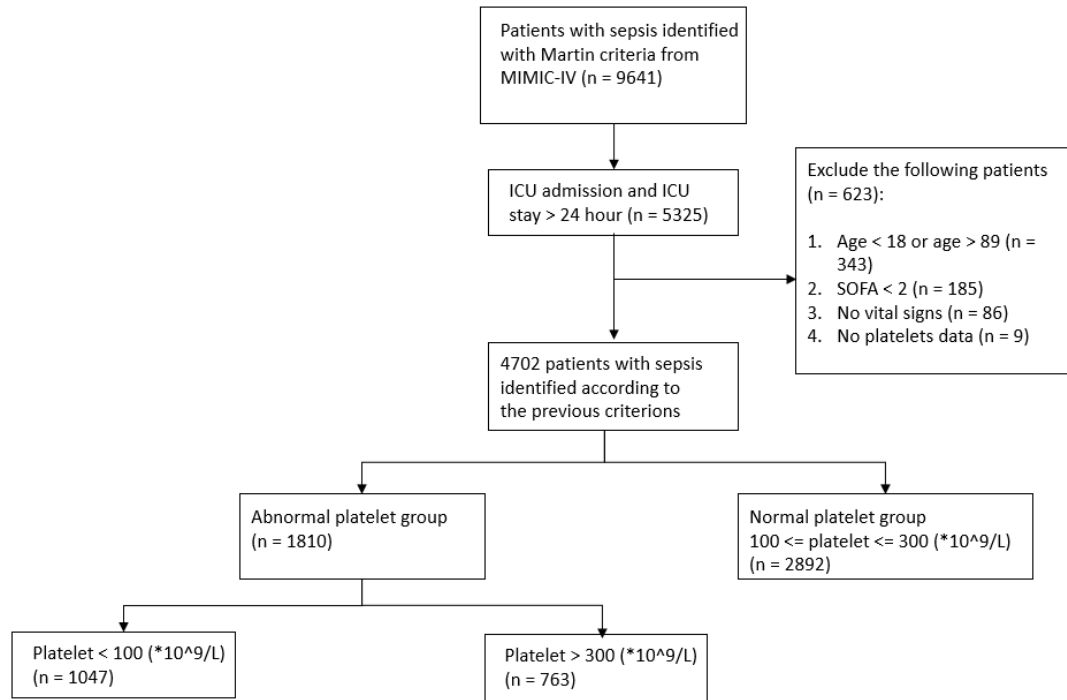 Patients with sepsis identified
with Martin criteria from
MIMIC-IV (n = 9641)
ICU admission and ICU
stay > 24 hour (n = 5325)
Exclude the following patients
(n = 623):
1. Age < 18 or age > 89 (n =
343)
2. SOFA < 2 (n = 185)
3. No vital signs (n = 86)
4. No platelets data (n = 9)
4702 patients with sepsis
identified according to
the previous criterions
Abnormal platelet group
(n = 1810)
Normal platelet group
100 <= platelet <= 300 (*10^9/L)
(n = 2892)
Platelet < 100 (*10^9/L)
(n = 1047)
Platelet > 300 (*10^9/L)
(n = 763)